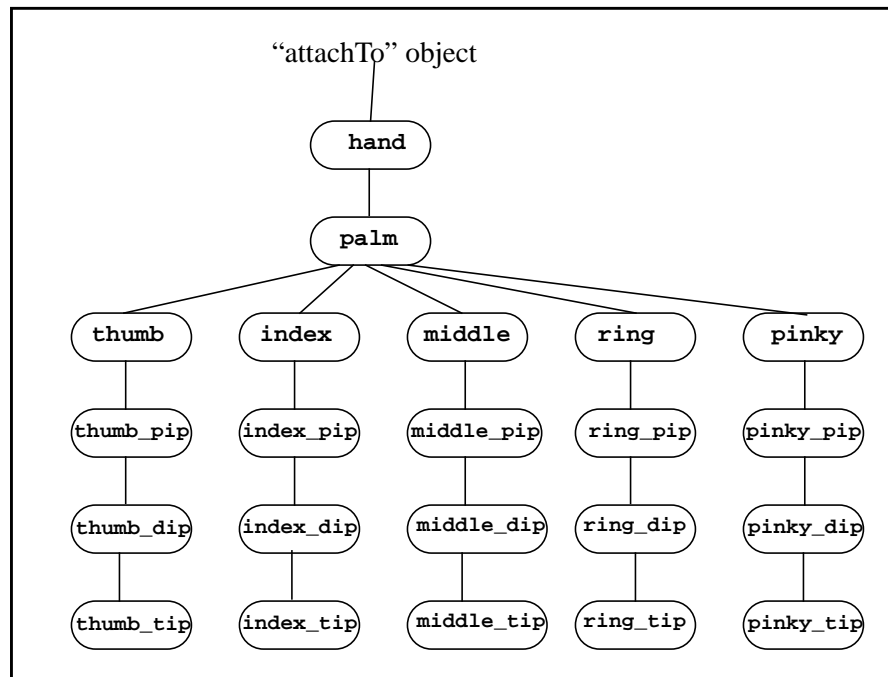 “attachTo” object
hand
palm
thumb index middle ring pinky
thumb_pip index_pip middle_pip ring_pip pinky_pip
thumb_dip index_dip middle_dip ring_dip pinky_dip
thumb_tip index_tip middle_tip ring_tip pinky_tip